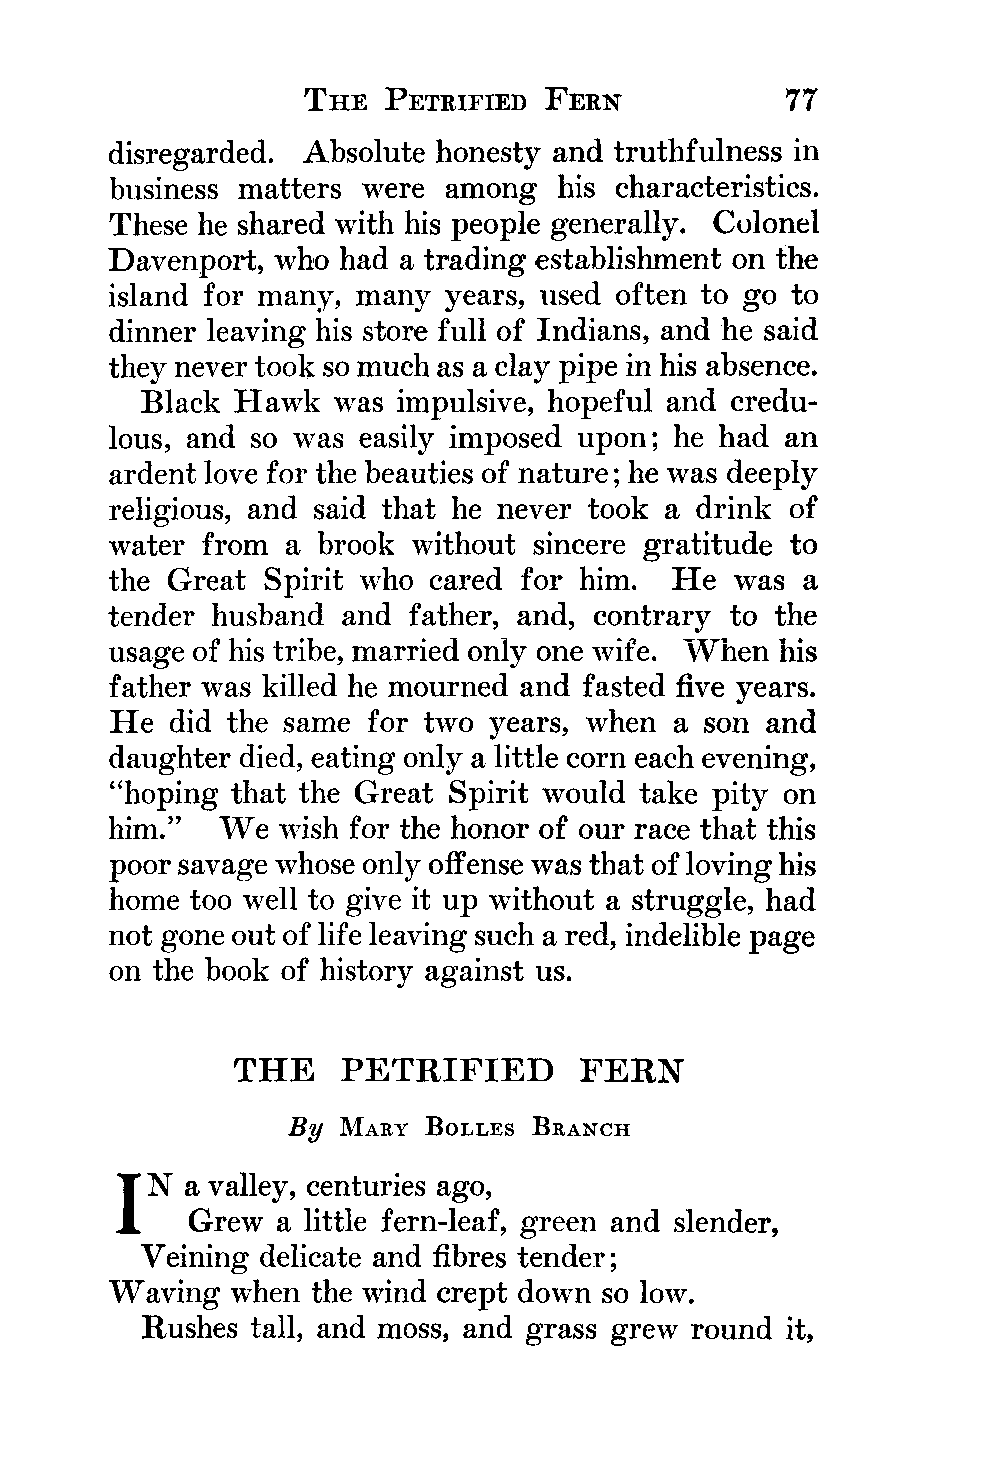 THE PETRIFIED FERN 77
disregarded. Absolute honesty and truthfulness in
business matters were among his characteristics.
These he shared with his people generally. Colonel
Davenport, who had a trading establishment on the
island for many, many years, used often to go to
dinner leaving his store full of Indians, and he said
they never took so much as a clay pipe in his absence.
Black Hawk was impulsive, hopeful and credu-
lous, and so was easily imposed upon; he had an
ardent love for the beauties of nature; he was deeply
religious, and said that he never took a drink of
water from a brook without sincere gratitude to
the Great Spirit who cared for him. He was a
tender husband and father, and, contrary to the
usage of his tribe, married only one wife. When his
father was killed he mourned and fasted five years.
He did the same for two years, when a son and
daughter died, eating only a little corn each evening,
“hoping that the Great Spirit would take pity on
him.” We wish for the honor of our race that this
poor savage whose only offense was that of loving his
home too well to give it up without a struggle, had
not gone out of life leaving such a red, indelible page
on the book of history against us.
THE PETRIFIED FERN
By MARY BOLLES BRANCH
IN a valley, centuries ago,
Grew a little fern-leaf, green and slender,
Veining delicate and fibres tender;
Waving when the wind crept down so low.
Rushes tall, and moss, and grass grew round it,